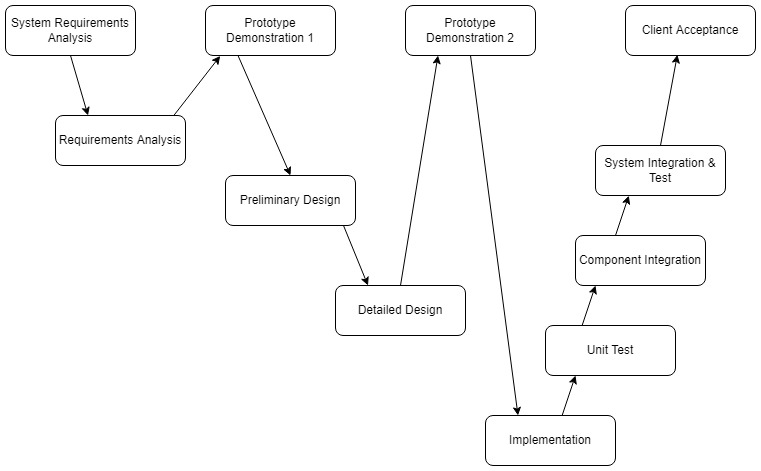 System Requirements
Analysis
Prototype
Demonstration 1
Prototype
Demonstration 2
Client Acceptance
Requirements Analysis
System Integration &
Test
Preliminary Design
Component Integration
Detailed Design
Unit Test
Implementation